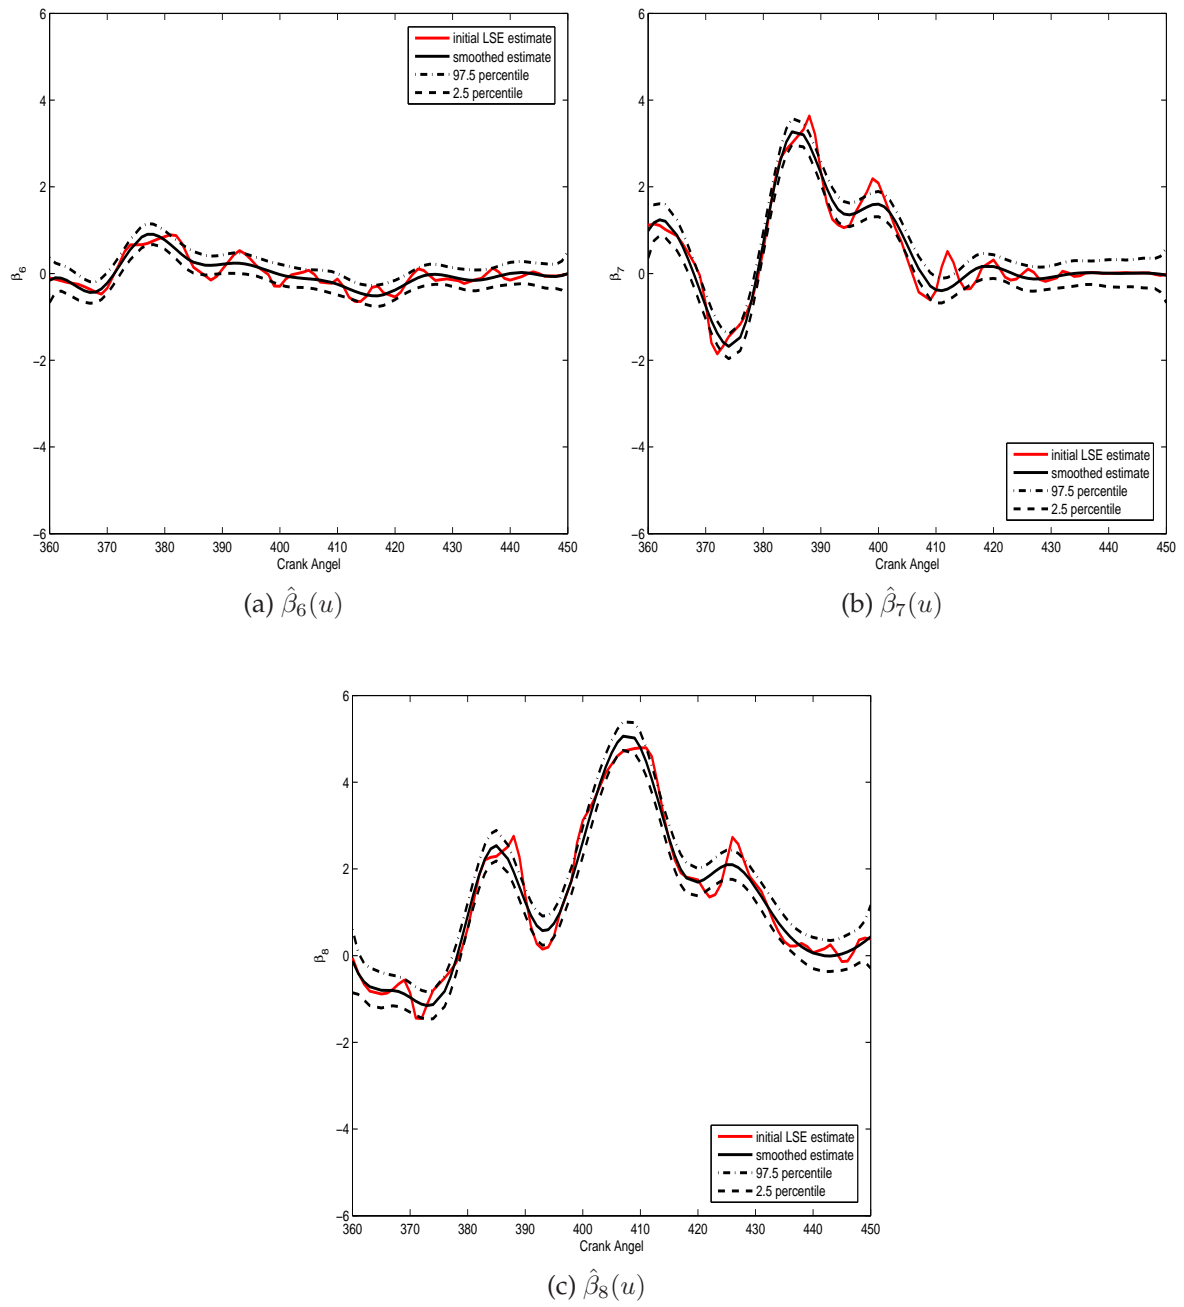 6
4
2
0
−2
−4
−6
β6
360 370 380 390 400 410 420 430 440 450
Crank Angel
initial LSE estimate
smoothed estimate
97.5 percentile
2.5 percentile
(a) β̂6(u)
6
4
2
0
−2
−4
−6
β7
360 370 380 390 400 410 420 430 440 450
Crank Angel
initial LSE estimate
smoothed estimate
97.5 percentile
2.5 percentile
(b) β̂7(u)
6
4
2
0
−2
−4
−6
β8
360 370 380 390 400 410 420 430 440 450
Crank Angel
initial LSE estimate
smoothed estimate
97.5 percentile
2.5 percentile
(c) β̂8(u)